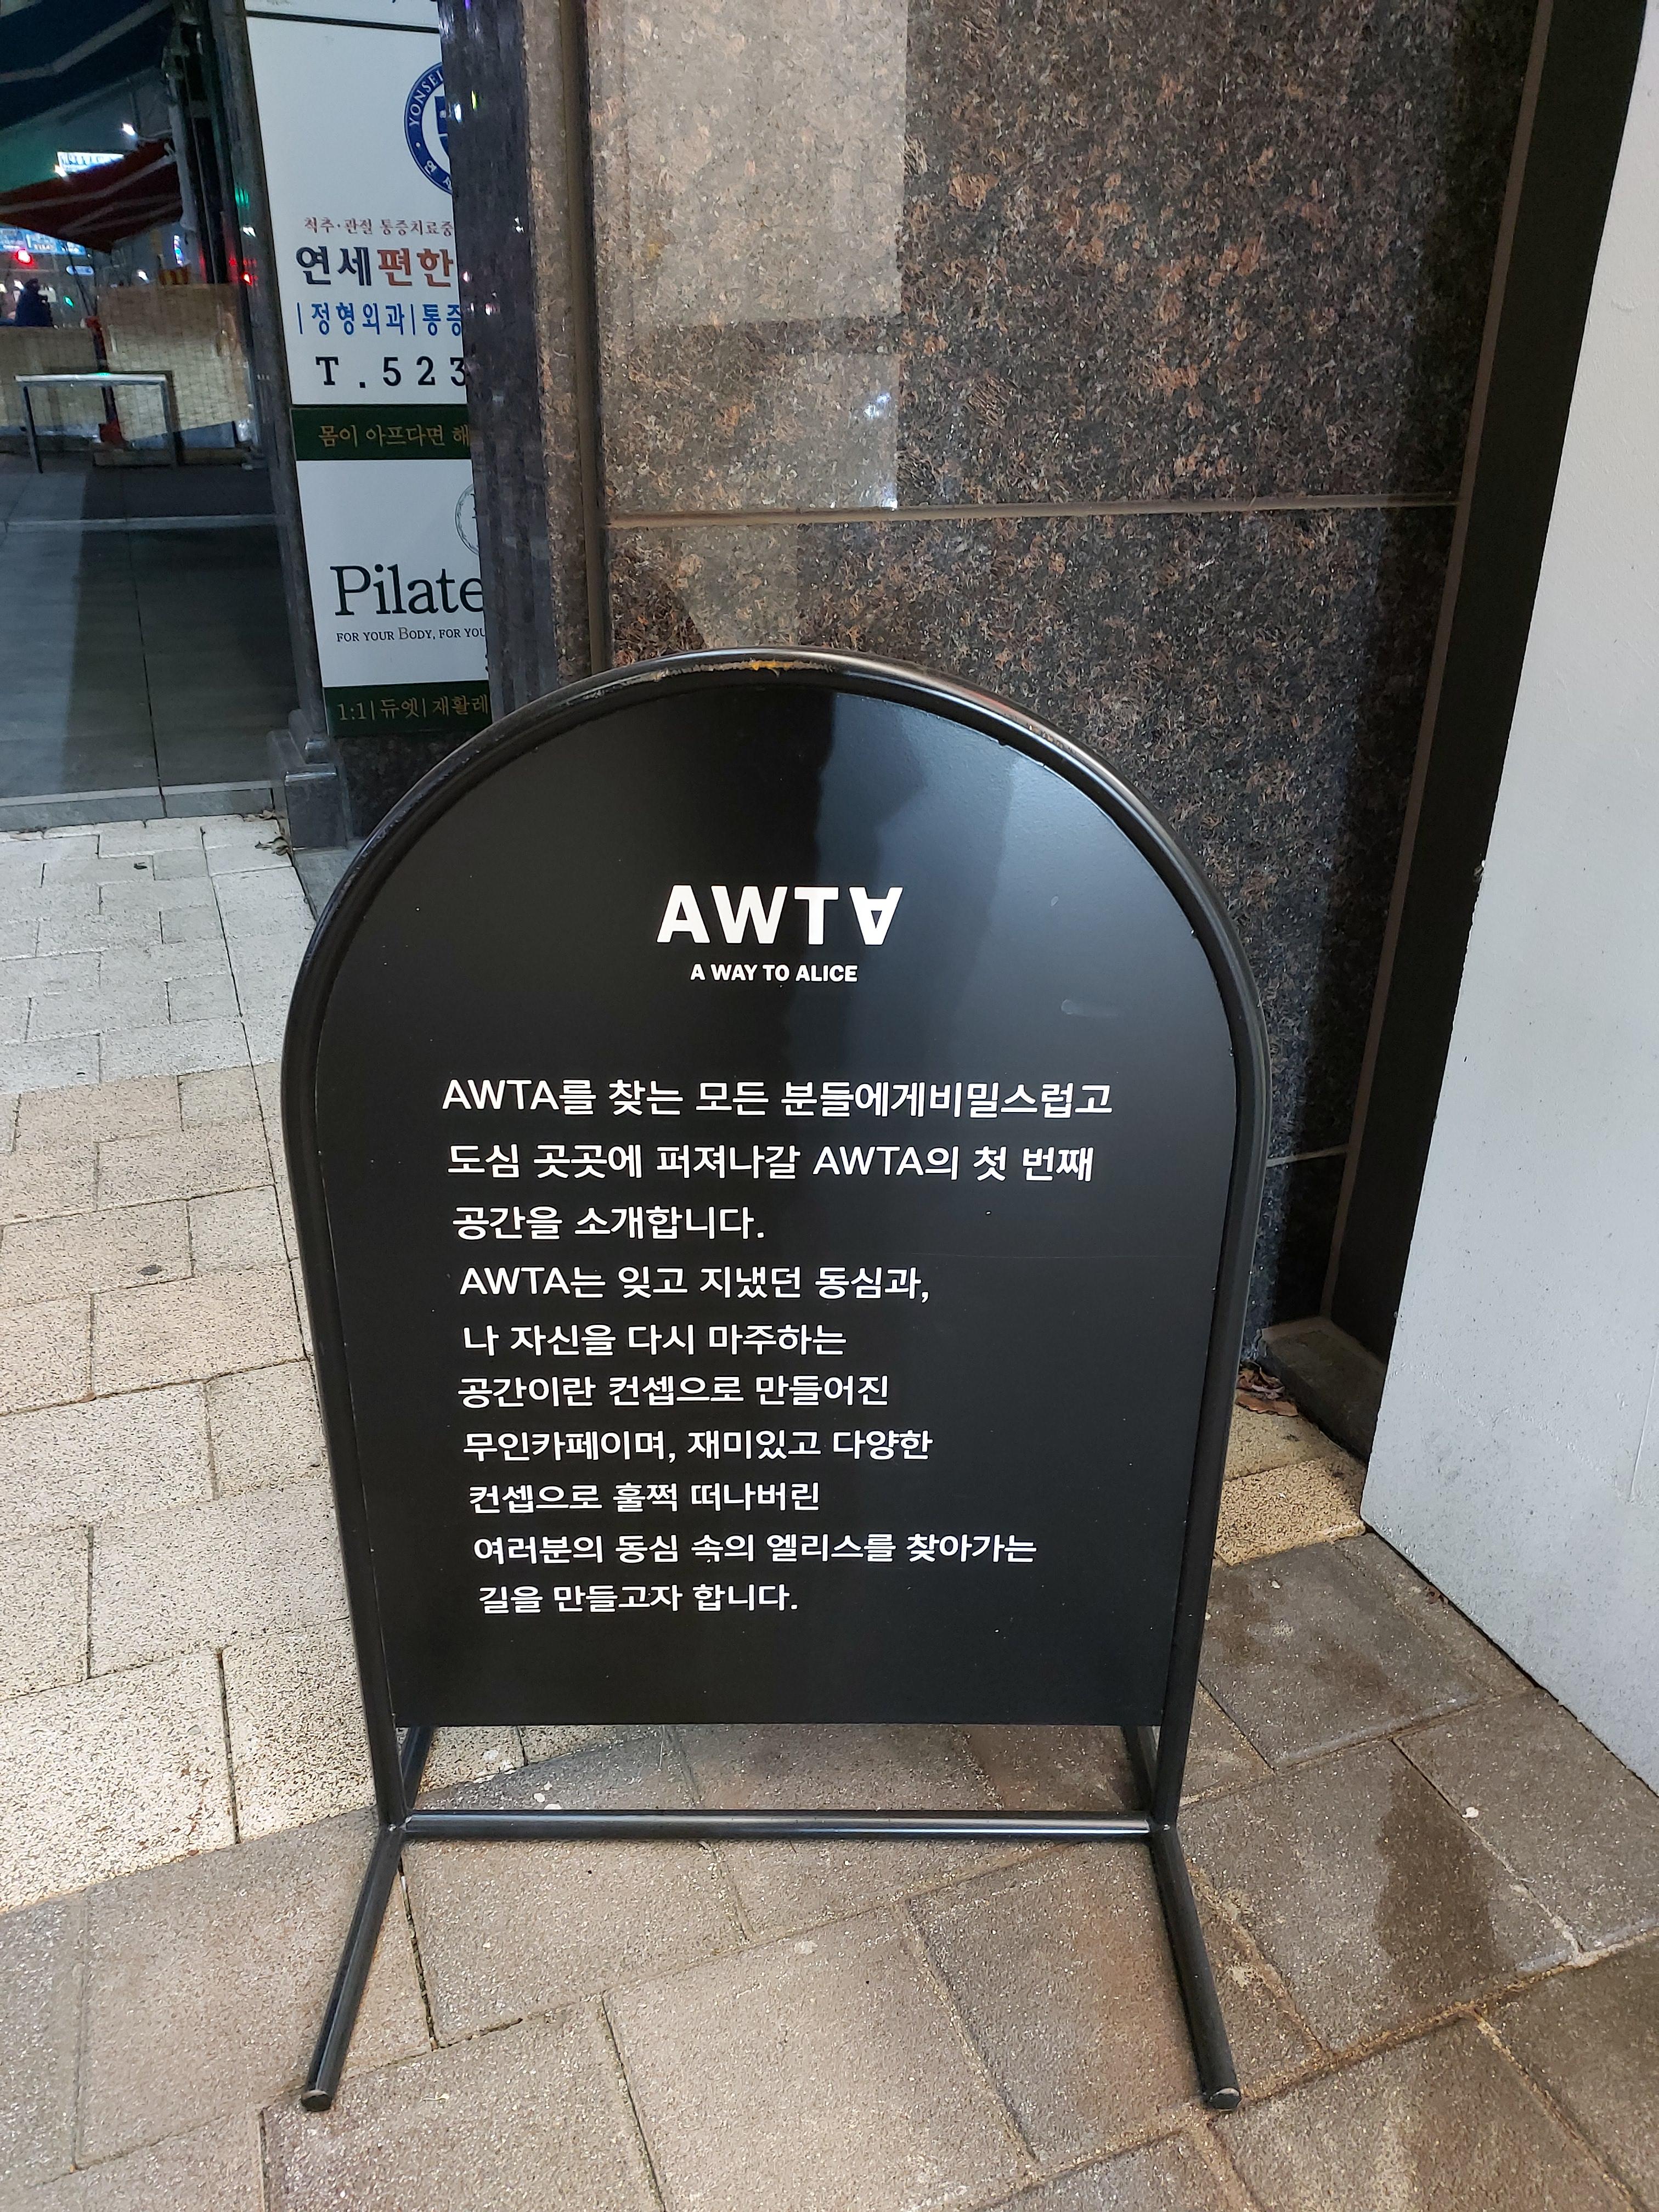 YONSEI
연세
척추·관절 통증치료중
연세편한
|정형외과|통증
T.523
몸이 아프다면 해
Pilate
FOR YOUR BODY, FOR YOU
1:1|듀엣|재활레
AWTA
A WAY TO ALICE
AWTA를 찾는 모든 분들에게비밀스럽고
도심 곳곳에 퍼져나갈 AWTA의 첫 번째
공간을 소개합니다.
AWTA는 잊고 지냈던 동심과,
나 자신을 다시 마주하는
공간이란 컨셉으로 만들어진
무인카페이며, 재미있고 다양한
컨셉으로 훌쩍 떠나버린
여러분의 동심 속의 엘리스를 찾아가는
길을 만들고자 합니다.